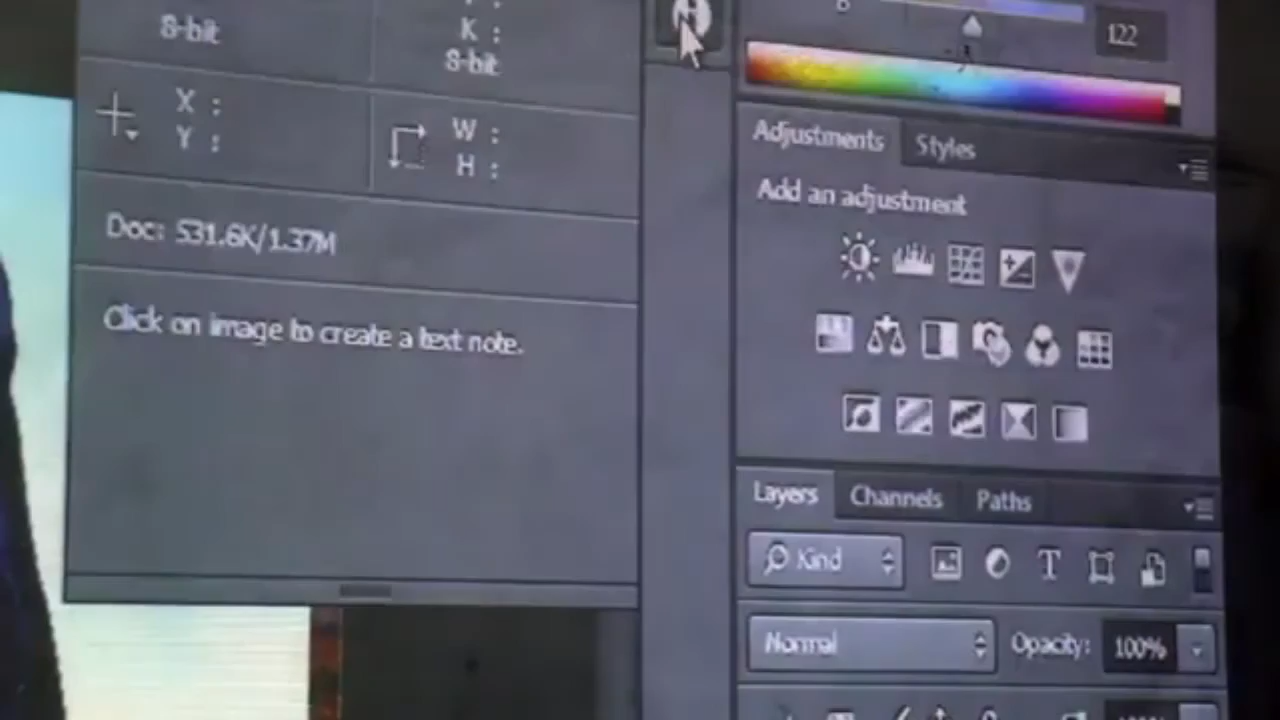 8-bit
K :
8-bit
X :
Y :
W :
H :
Doc: 531.6K/1.37M
Click on image to create a text note.
122
Adjustments Styles
Add an adjustment
Layers Channels Paths
Kind T
Normal Opacity: 100%